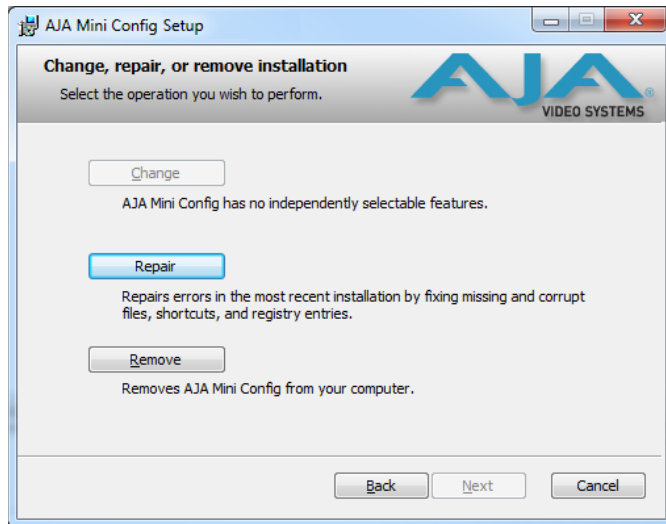 AJA Mini Config Setup
Change, repair, or remove installation
Select the operation you wish to perform.
AJA
®
VIDEO SYSTEMS
Change
AJA Mini Config has no independently selectable features.
Repair
Repairs errors in the most recent installation by fixing missing and corrupt
files, shortcuts, and registry entries.
Remove
Removes AJA Mini Config from your computer.
Back
Next
Cancel